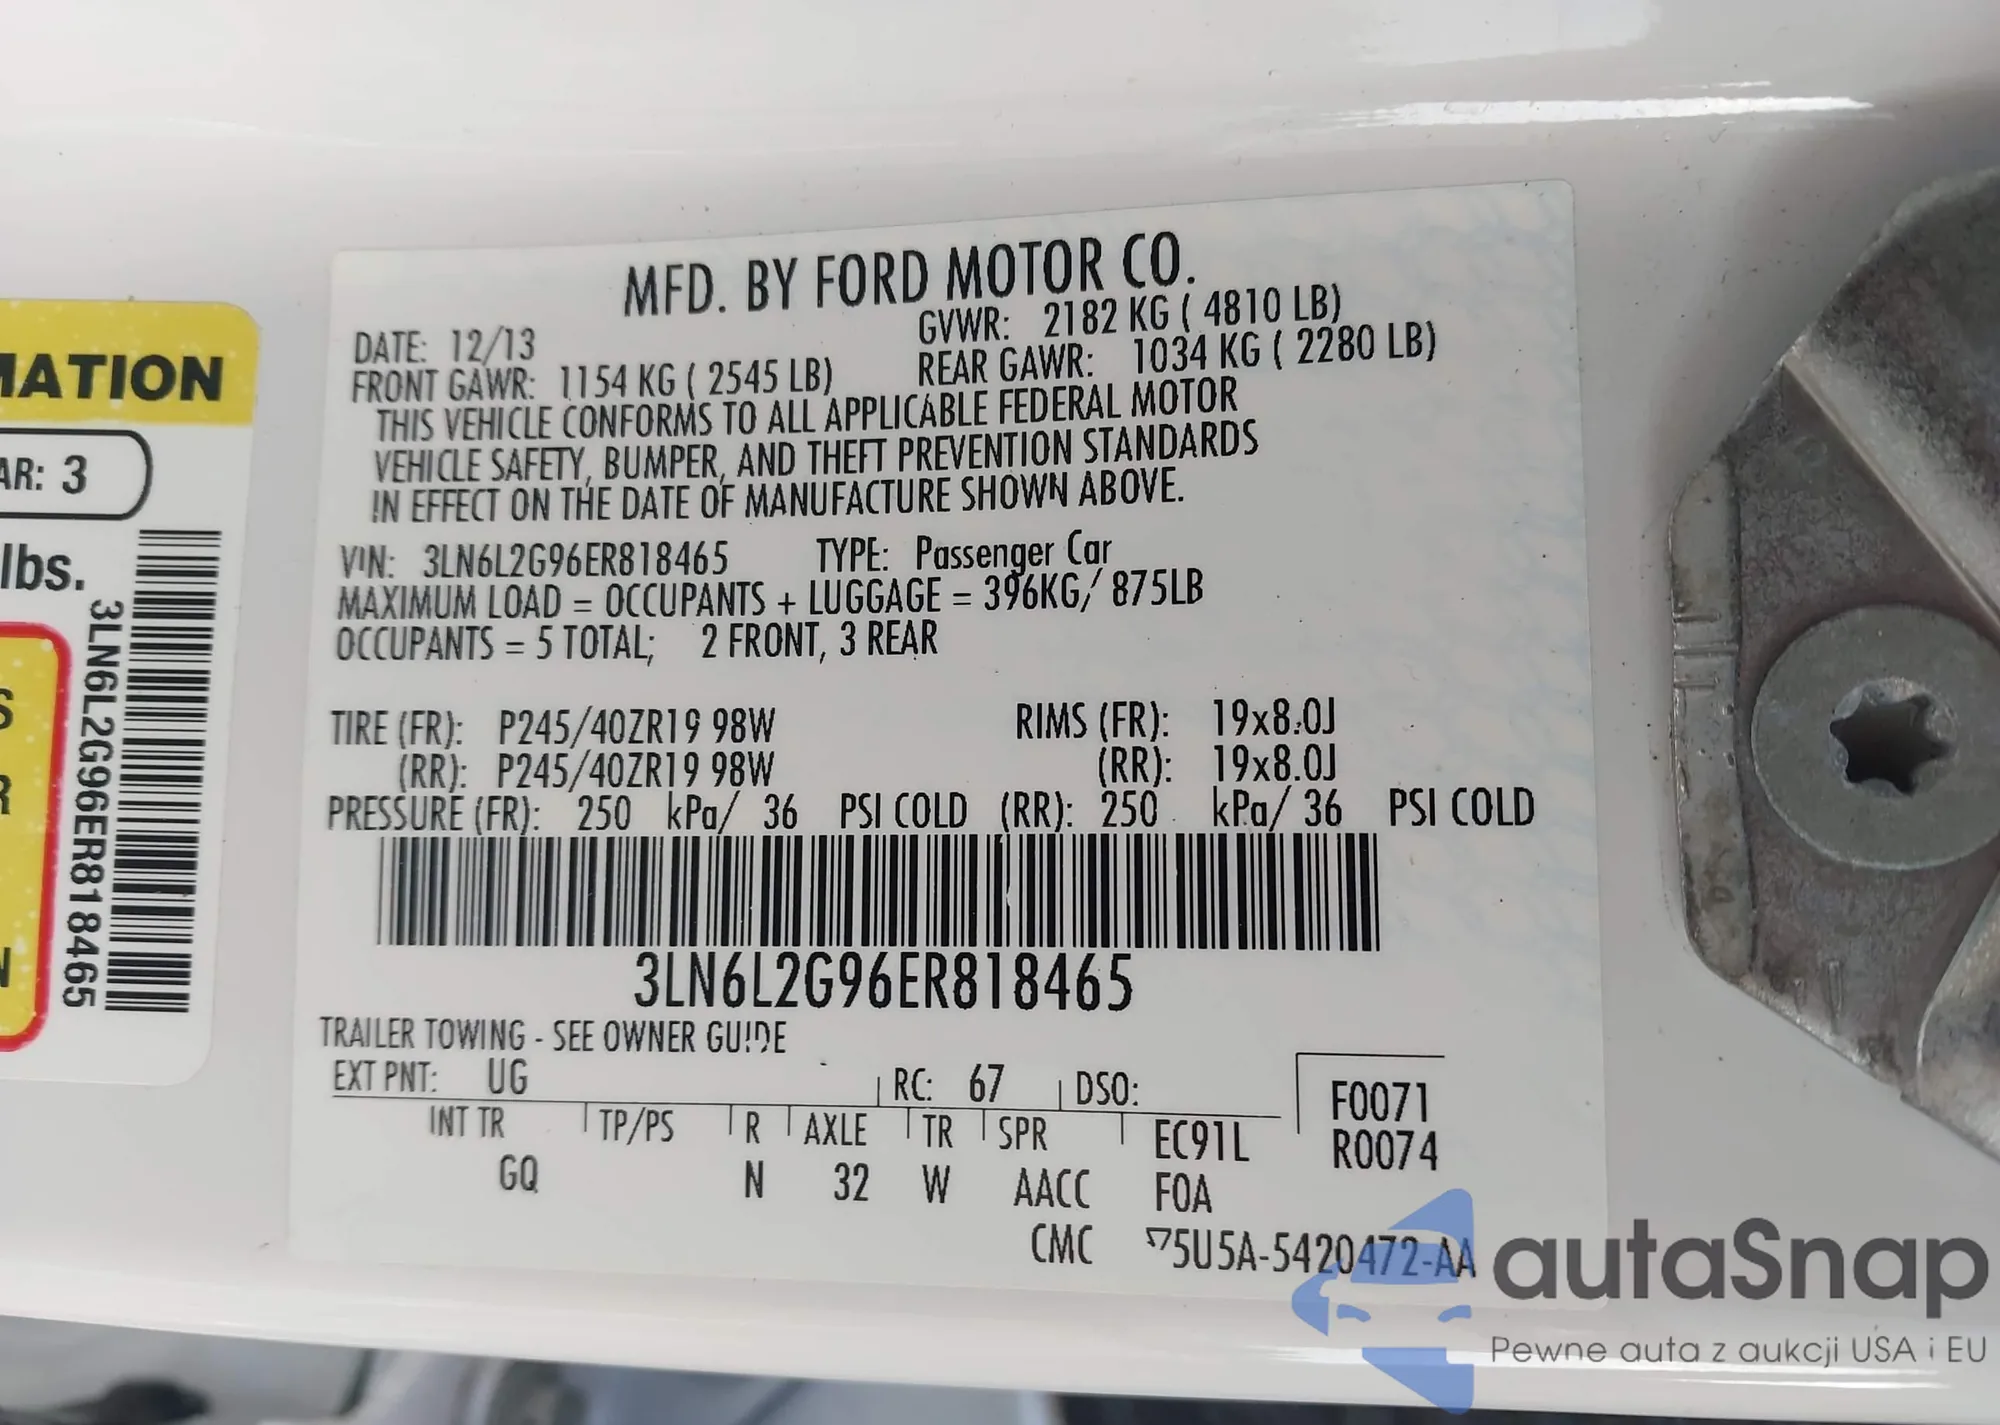 MATION
AR: 3
lbs.
3LN6L2G96ER818465
S
R
N
MFD. BY FORD MOTOR CO.
DATE: 12/13
GVWR: 2182 KG ( 4810 LB)
FRONT GAWR: 1154 KG ( 2545 LB)
REAR GAWR: 1034 KG ( 2280 LB)
THIS VEHICLE CONFORMS TO ALL APPLICABLE FEDERAL MOTOR
VEHICLE SAFETY, BUMPER, AND THEFT PREVENTION STANDARDS
IN EFFECT ON THE DATE OF MANUFACTURE SHOWN ABOVE.
VIN: 3LN6L2G96ER818465 TYPE: Passenger Car
MAXIMUM LOAD = OCCUPANTS + LUGGAGE = 396KG/ 875LB
OCCUPANTS = 5 TOTAL; 2 FRONT, 3 REAR
TIRE (FR): P245/40ZR19 98W RIMS (FR): 19x8.0J
(RR): P245/40ZR19 98W (RR): 19x8.0J
PRESSURE (FR): 250 kPa/ 36 PSI COLD (RR): 250 kPa/ 36 PSI COLD
3LN6L2G96ER818465
TRAILER TOWING - SEE OWNER GUIDE
EXT PNT: UG RC: 67 DSO: F0071
INT TR TP/PS R AXLE TR SPR EC91L R0074
GQ N 32 W AACC FOA
CMC 75U5A-5420472-AA
autaSnap
Pewne auta z aukcji USA i EU